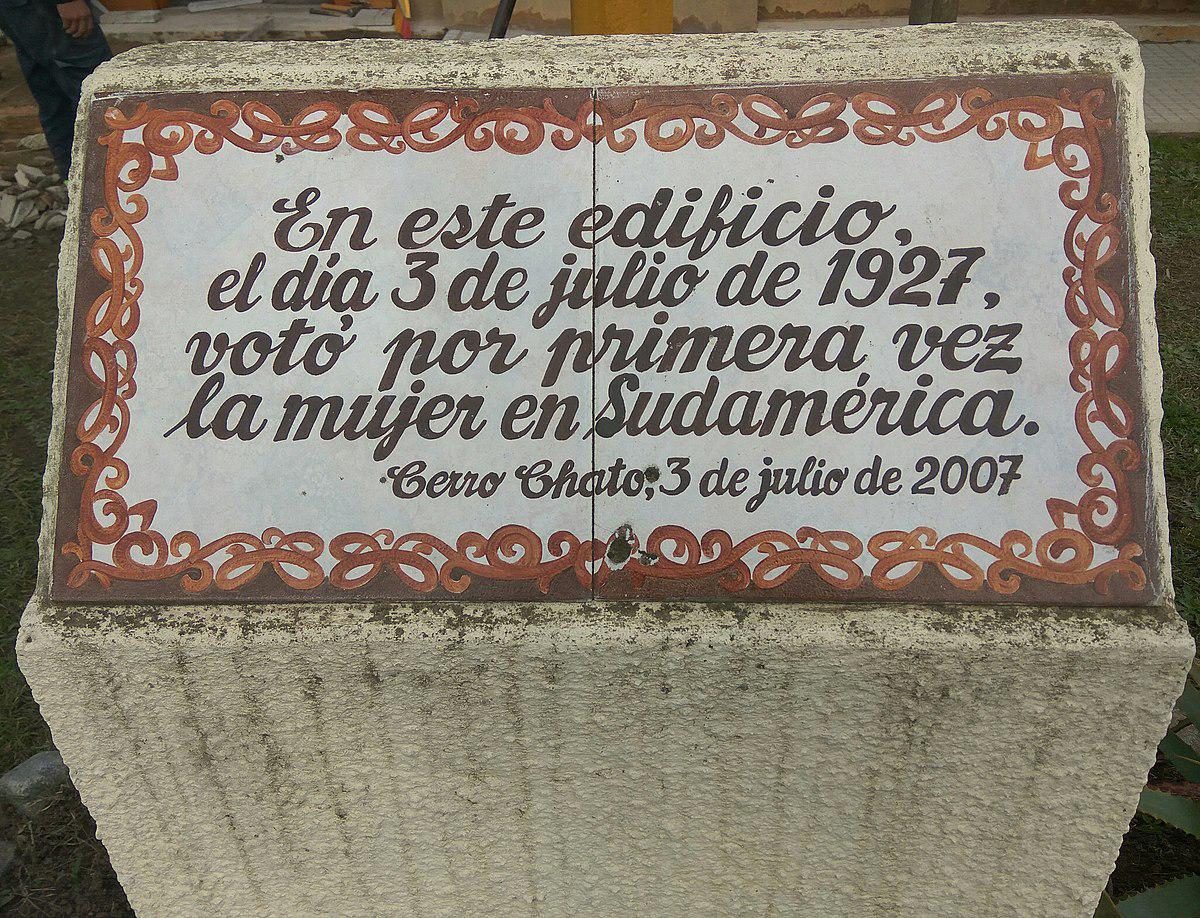 En este edificio,
el día 3 de julio de 1927,
votó por primera vez
la mujer en Sudamérica.
Cerro Chato, 3 de julio de 2007